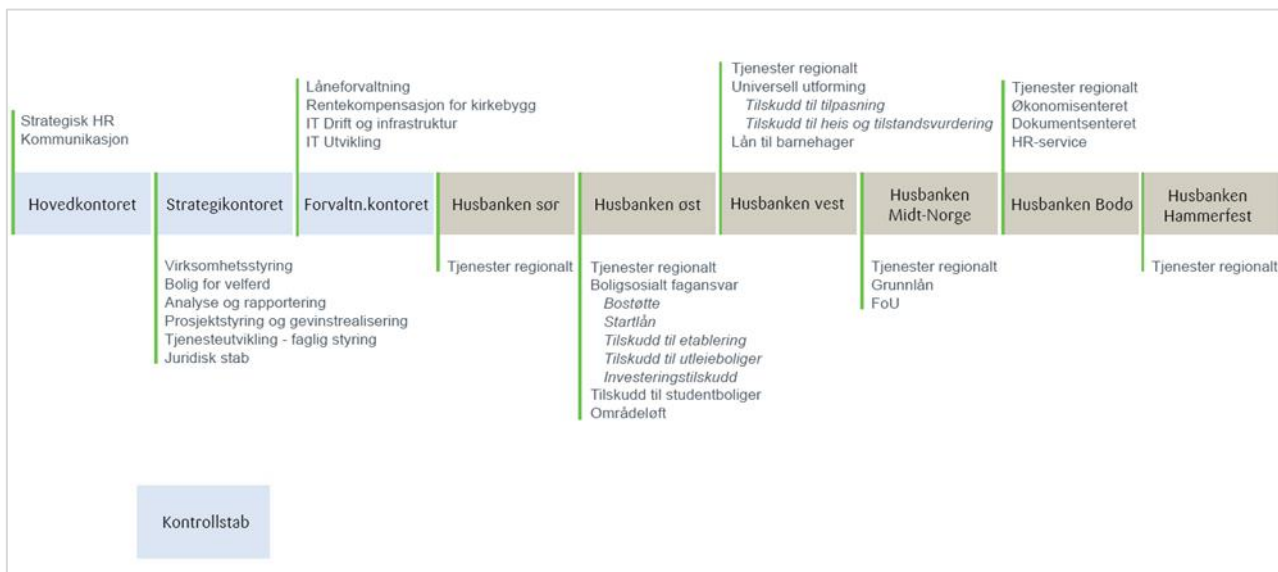 Strategisk HR
Kommunikasjon
Låneforvaltning
Rentekompensasjon for kirkebygg
IT Drift og infrastruktur
IT Utvikling
Tjenester regionalt
Universell utforming
Tilskudd til tilpasning
Tilskudd til heis og tilstandsvurdering
Lån til barnehager
Tjenester regionalt
Økonomisenteret
Dokumentsenteret
HR-service
Hovedkontoret
Strategikontoret
Forvaltn.kontoret
Husbanken sør
Husbanken øst
Husbanken vest
Husbanken
Midt-Norge
Husbanken Bodø
Husbanken
Hammerfest
Virksomhetsstyring
Bolig for velferd
Analyse og rapportering
Prosjektstyring og gevinstrealisering
Tjenesteutvikling - faglig styring
Juridisk stab
Tjenester regionalt
Tjenester regionalt
Boligsosialt fagansvar
Bostøtte
Startlån
Tilskudd til etablering
Tilskudd til utleieboliger
Investeringstilskudd
Tilskudd til studentboliger
Områdeløft
Tjenester regionalt
Grunnlån
FoU
Tjenester regionalt
Kontrollstab